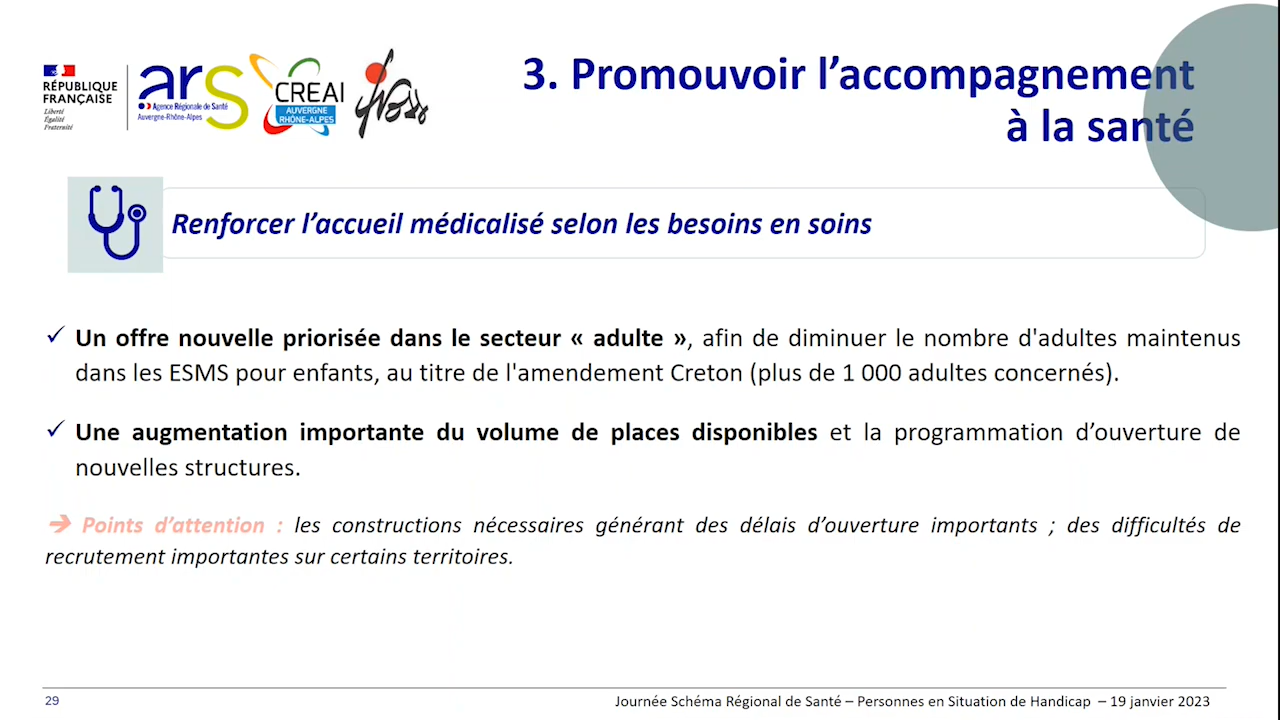 RÉPUBLIQUE
FRANÇAISE
Liberté
Égalité
Fraternité
ars
Agence Régionale de Santé
Auvergne-Rhône-Alpes
CREAI
AUVERGNE
RHÔNE-ALPES
3. Promouvoir l’accompagnement
à la santé
Renforcer l’accueil médicalisé selon les besoins en soins
✓ Un offre nouvelle priorisée dans le secteur « adulte », afin de diminuer le nombre d'adultes maintenus
dans les ESMS pour enfants, au titre de l'amendement Creton (plus de 1 000 adultes concernés).
✓ Une augmentation importante du volume de places disponibles et la programmation d’ouverture de
nouvelles structures.
➔ Points d’attention : les constructions nécessaires générant des délais d’ouverture importants ; des difficultés de
recrutement importantes sur certains territoires.
29
Journée Schéma Régional de Santé – Personnes en Situation de Handicap – 19 janvier 2023